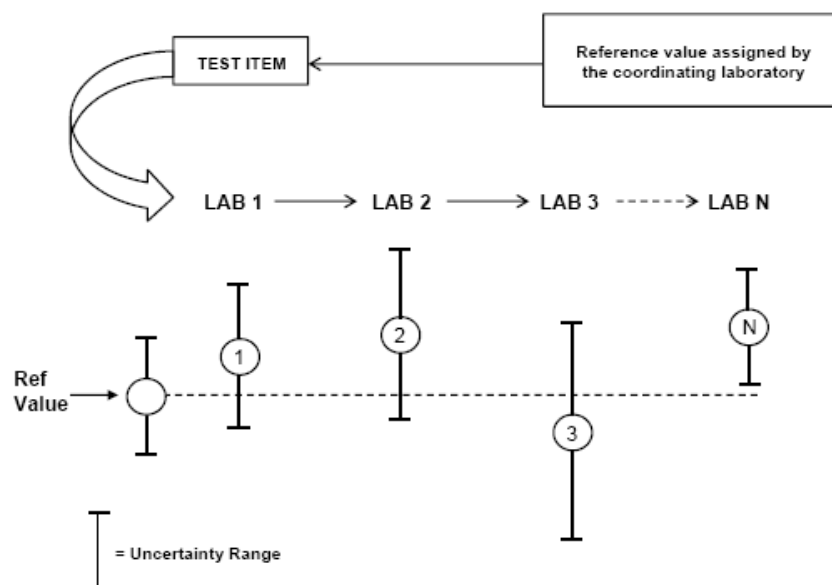 TEST ITEM
Reference value assigned by
the coordinating laboratory
LAB 1
LAB 2
LAB 3
LAB N
1
2
N
Ref
Value
3
= Uncertainty Range